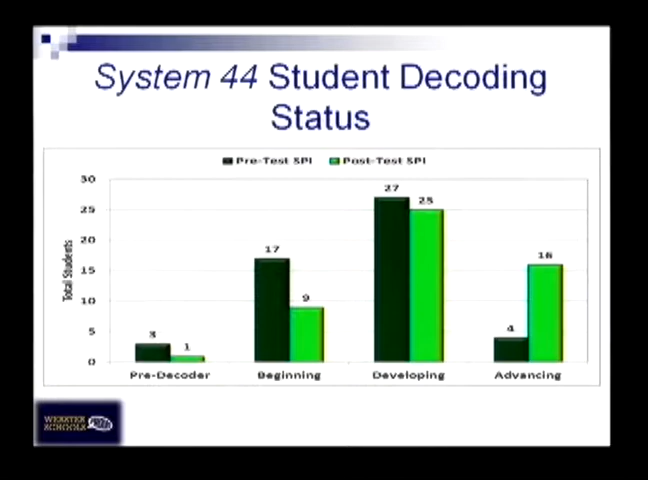 System 44 Student Decoding
Status
Pre-Test SPI Post-Test SPI
30
25
20
15
10
5
0
Total Students
3
1
17
9
27
25
4
16
Pre-Decoder Beginning Developing Advancing
WEBSTER
SCHOOLS